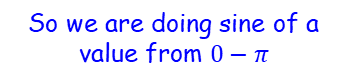 So we are doing sine of a
value from 0 − π